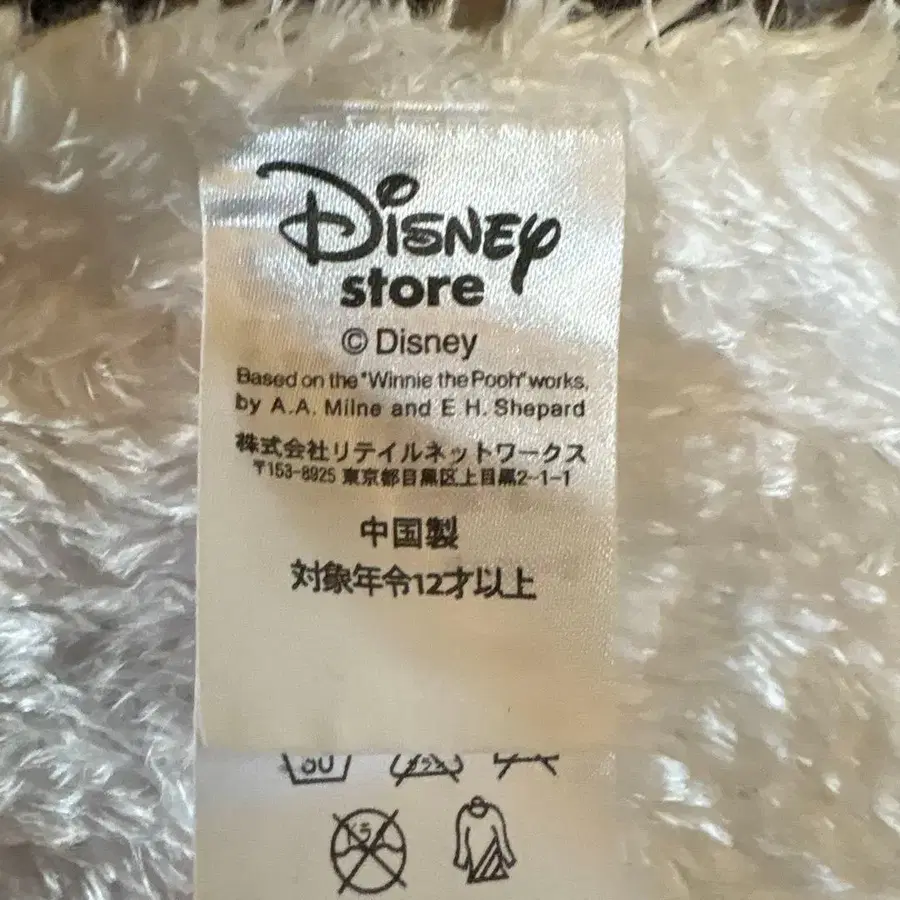 Disney
store
© Disney
Based on the "Winnie the Pooh" works,
by A.A. Milne and E.H. Shepard
株式会社リテイルネットワークス
〒153-8925 東京都目黒区上目黒2-1-1
中国製
対象年令12才以上